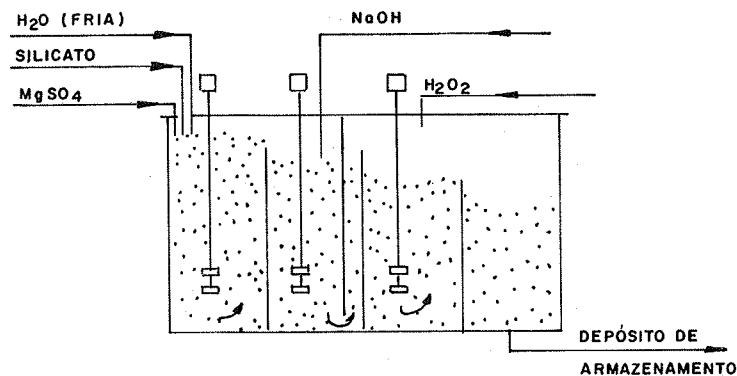 H₂O (FRIA)
SILICATO
MgSO₄
NaOH
H₂O₂
DEPÓSITO DE
ARMAZENAMENTO